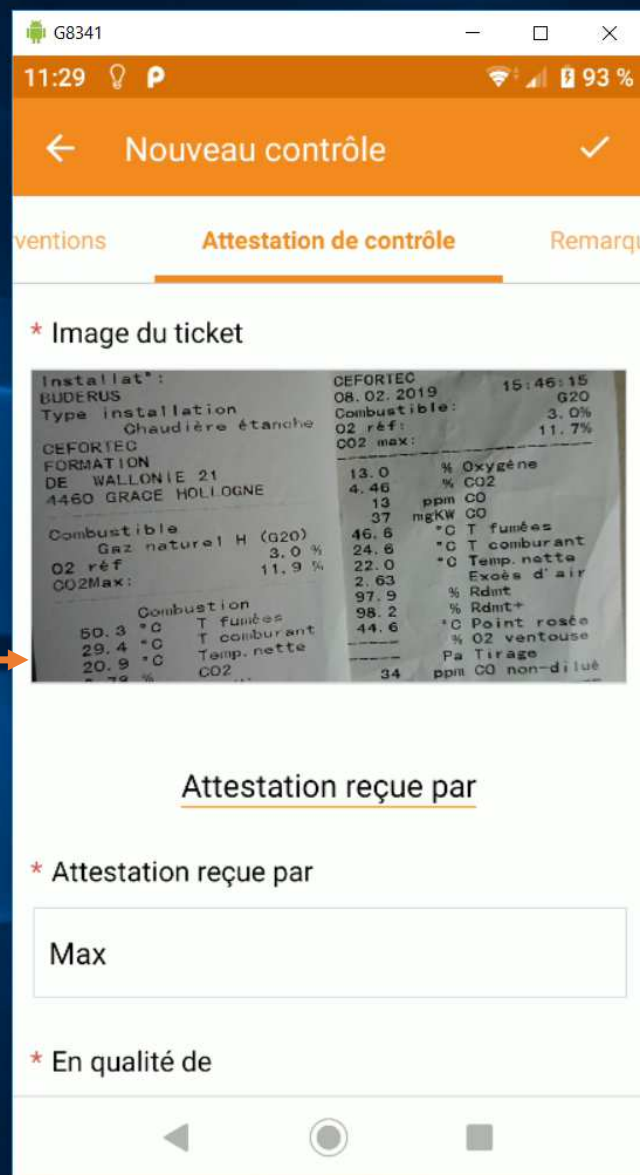 G8341
11:29
93 %
Nouveau contrôle
ventions
Attestation de contrôle
Remarqu
* Image du ticket
Installat°:
BUDERUS
Type installation
Chaudière étanche
CEFORTEC
FORMATION
DE WALLONIE 21
4460 GRACE HOLLOGNE
Combustible
Gaz naturel H (G20)
O2 réf 3.0 %
CO2Max: 11.9 %
Combustion
50.3 °C T fumées
29.4 °C T comburant
20.9 °C Temp.nette
% CO2
CEFORTEC
08.02.2019 15:46:15
Combustible: G20
O2 réf: 3.0%
CO2 max: 11.7%
13.0 % Oxygène
4.46 % CO2
13 ppm CO
37 mgKW CO
46.6 °C T fumées
24.6 °C T comburant
22.0 °C Temp.nette
2.63 Excès d'air
97.9 % Rdmt
98.2 % Rdmt+
44.6 °C Point rosée
----- % O2 ventouse
----- Pa Tirage
34 ppm CO non-dilué
Attestation reçue par
* Attestation reçue par
Max
* En qualité de